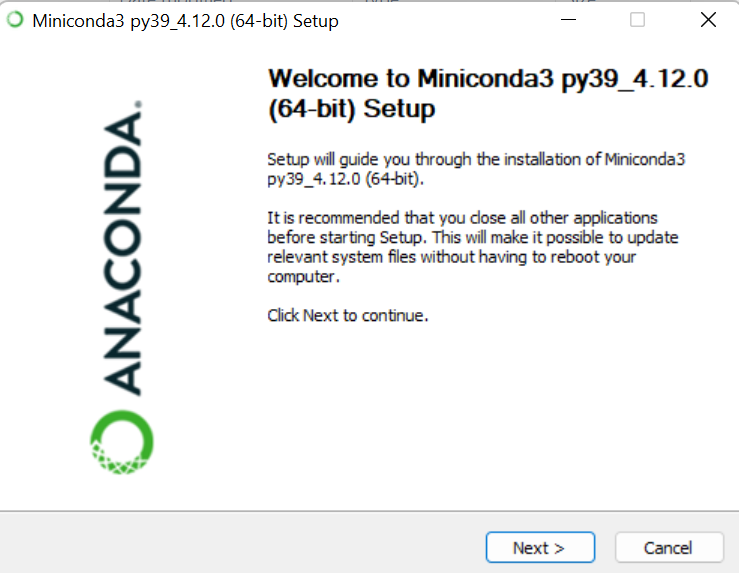 Miniconda3 py39_4.12.0 (64-bit) Setup
ANACONDA.
Welcome to Miniconda3 py39_4.12.0
(64-bit) Setup
Setup will guide you through the installation of Miniconda3
py39_4.12.0 (64-bit).
It is recommended that you close all other applications
before starting Setup. This will make it possible to update
relevant system files without having to reboot your
computer.
Click Next to continue.
Next >
Cancel